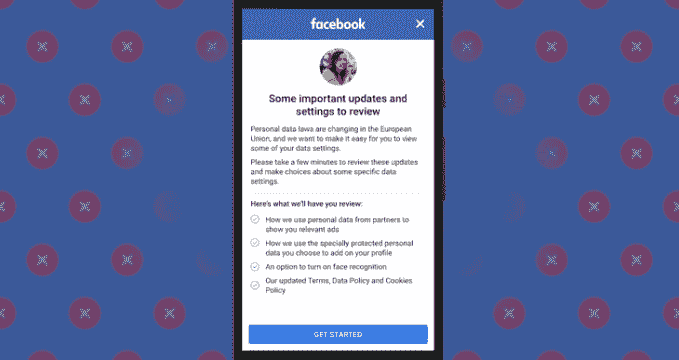 facebook
Some important updates and
settings to review
Personal data laws are changing in the European
Union, and we want to make it easy for you to view
some of your data settings.
Please take a few minutes to review these updates
and make choices about some specific data
settings.
Here's what we'll have you review:
How we use personal data from partners to
show you relevant ads
How we use the specially protected personal
data you choose to add on your profile
An option to turn on face recognition
Our updated Terms, Data Policy and Cookies
Policy
GET STARTED